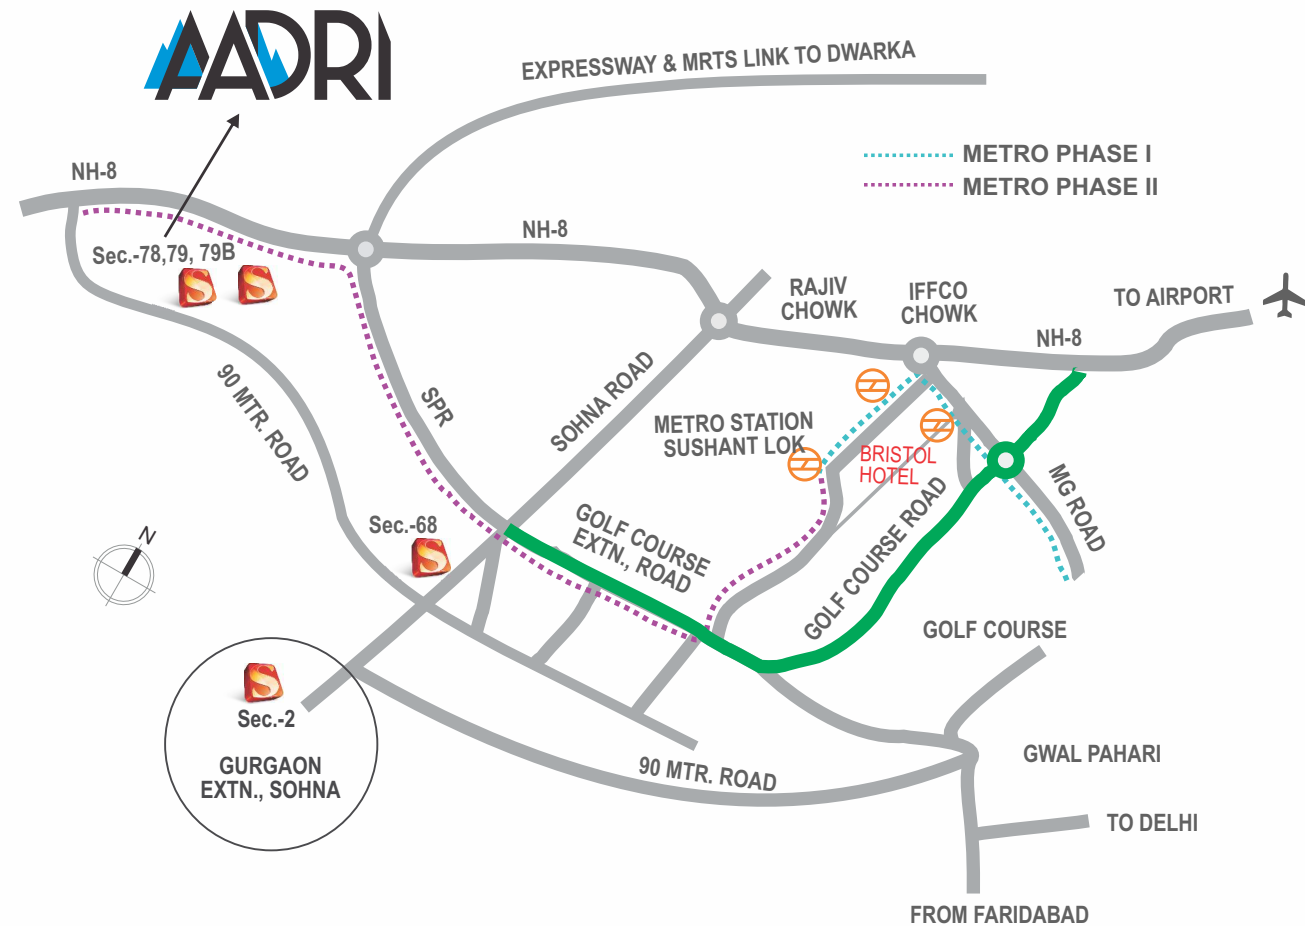 AADRI
EXPRESSWAY & MRTS LINK TO DWARKA
METRO PHASE I
METRO PHASE II
NH-8
NH-8
Sec.-78,79, 79B
S
S
RAJIV
CHOWK
IFFCO
CHOWK
TO AIRPORT
NH-8
90 MTR. ROAD
SPR
SOHNA ROAD
METRO STATION
SUSHANT LOK
BRISTOL
HOTEL
MG ROAD
GOLF COURSE ROAD
GOLF COURSE
EXTN., ROAD
Sec.-68
S
N
GOLF COURSE
S
Sec.-2
GURGAON
EXTN., SOHNA
90 MTR. ROAD
GWAL PAHARI
TO DELHI
FROM FARIDABAD